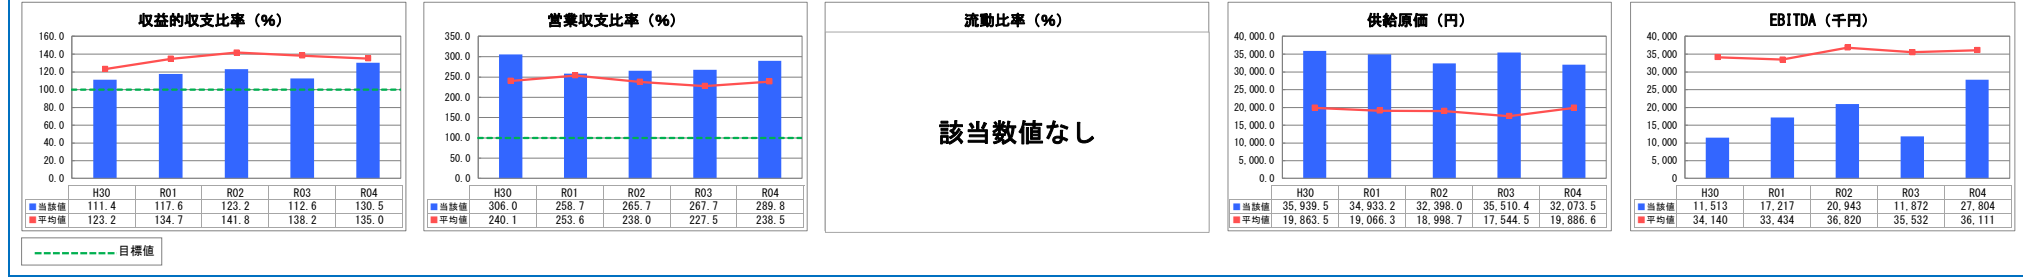 収益的収支比率（％）
160.0
140.0
120.0
100.0
80.0
60.0
40.0
20.0
0.0
H30 R01 R02 R03 R04
当該値 111.4 117.6 123.2 112.6 130.5
平均値 123.2 134.7 141.8 138.2 135.0
営業収支比率（％）
350.0
300.0
250.0
200.0
150.0
100.0
50.0
0.0
H30 R01 R02 R03 R04
当該値 306.0 258.7 265.7 267.7 289.8
平均値 240.1 253.6 238.0 227.5 238.5
流動比率（％）
該当数値なし
供給原価（円）
40,000.0
35,000.0
30,000.0
25,000.0
20,000.0
15,000.0
10,000.0
5,000.0
0.0
H30 R01 R02 R03 R04
当該値 35,939.5 34,933.2 32,398.0 35,510.4 32,073.5
平均値 19,863.5 19,066.3 18,998.7 17,544.5 19,886.6
EBITDA（千円）
40,000
35,000
30,000
25,000
20,000
15,000
10,000
5,000
0
H30 R01 R02 R03 R04
当該値 11,513 17,217 20,943 11,872 27,804
平均値 34,140 33,434 36,820 35,532 36,111
目標値